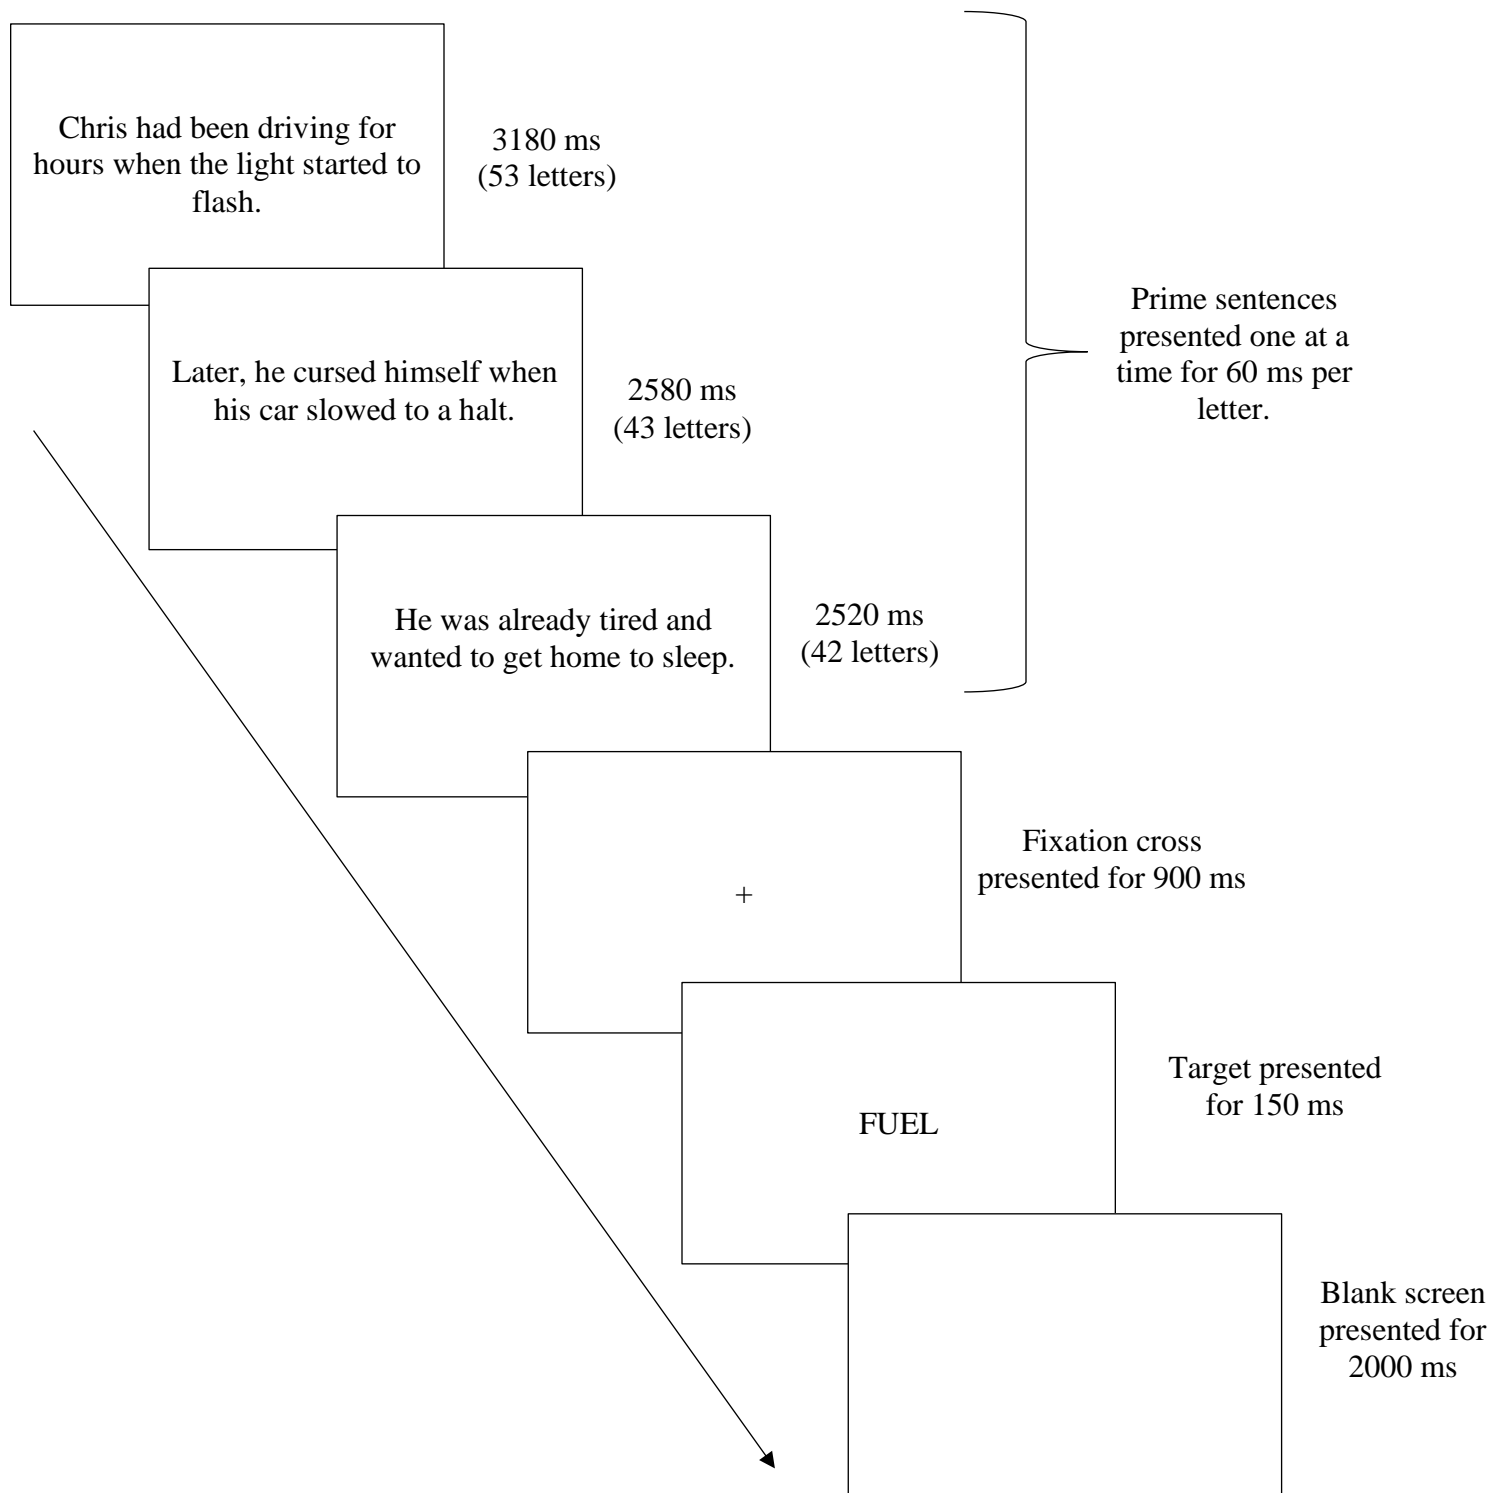 Chris had been driving for
hours when the light started to
flash.
3180 ms
(53 letters)
Later, he cursed himself when
his car slowed to a halt.
2580 ms
(43 letters)
Prime sentences
presented one at a
time for 60 ms per
letter.
He was already tired and
wanted to get home to sleep.
2520 ms
(42 letters)
+
Fixation cross
presented for 900 ms
FUEL
Target presented
for 150 ms
Blank screen
presented for
2000 ms